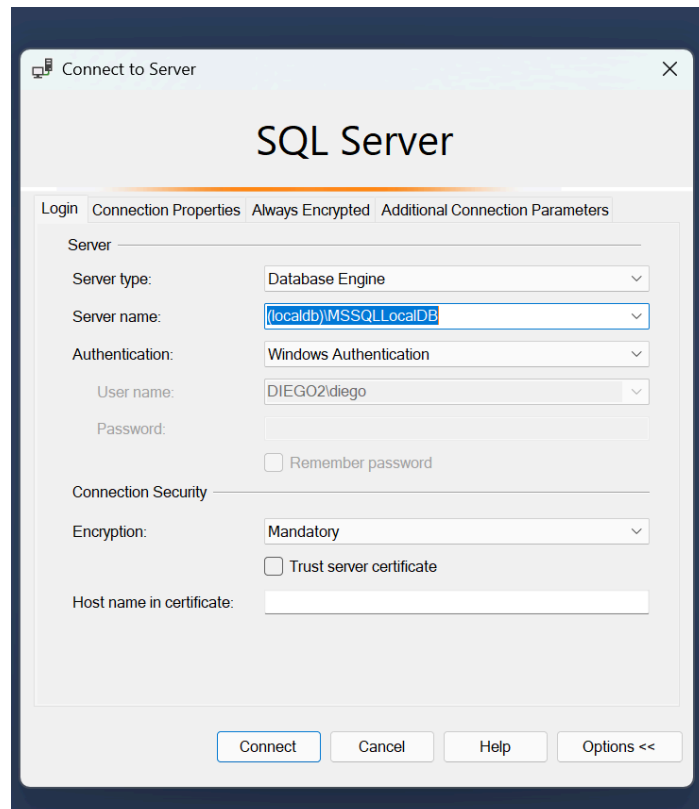 Connect to Server
SQL Server
Login Connection Properties Always Encrypted Additional Connection Parameters
Server
Server type: Database Engine
Server name: (localdb)\MSSQLLocalDB
Authentication: Windows Authentication
User name: DIEGO2\diego
Password:
Remember password
Connection Security
Encryption: Mandatory
Trust server certificate
Host name in certificate:
Connect Cancel Help Options <<